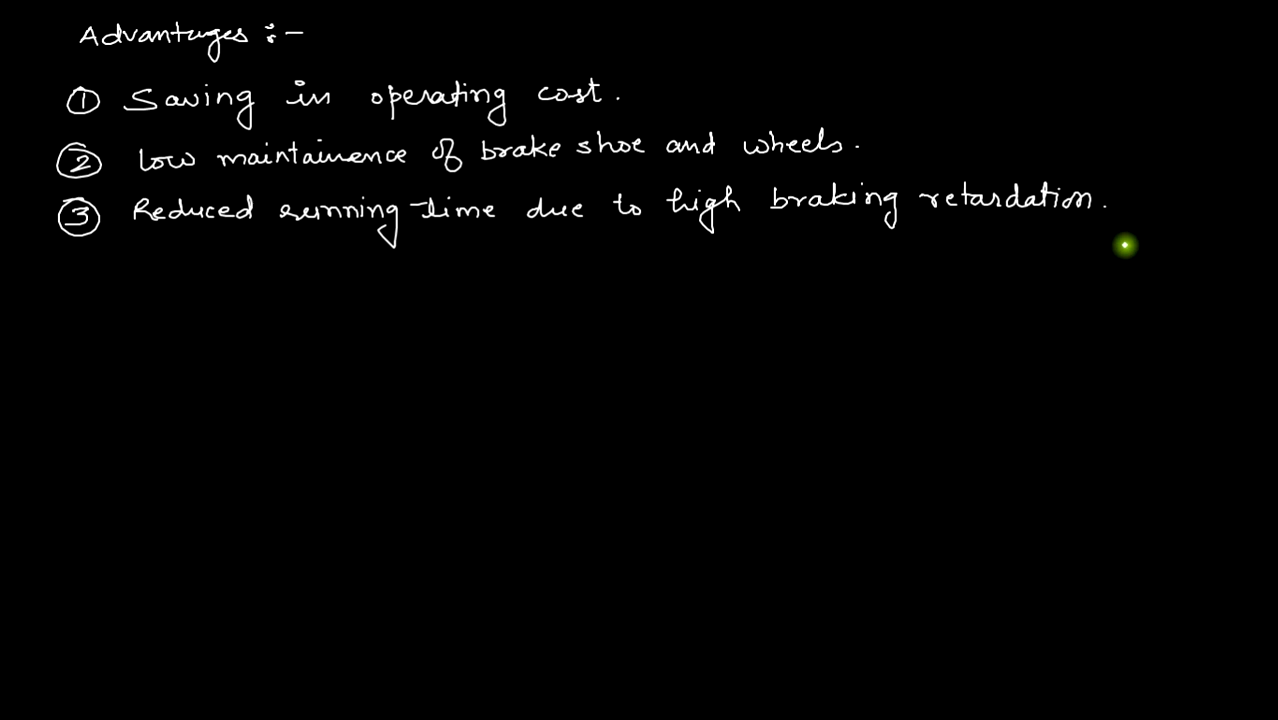 Advantages :-
① Saving in operating cost.
② Low maintainence of brake shoe and wheels.
③ Reduced running time due to high braking retardation.